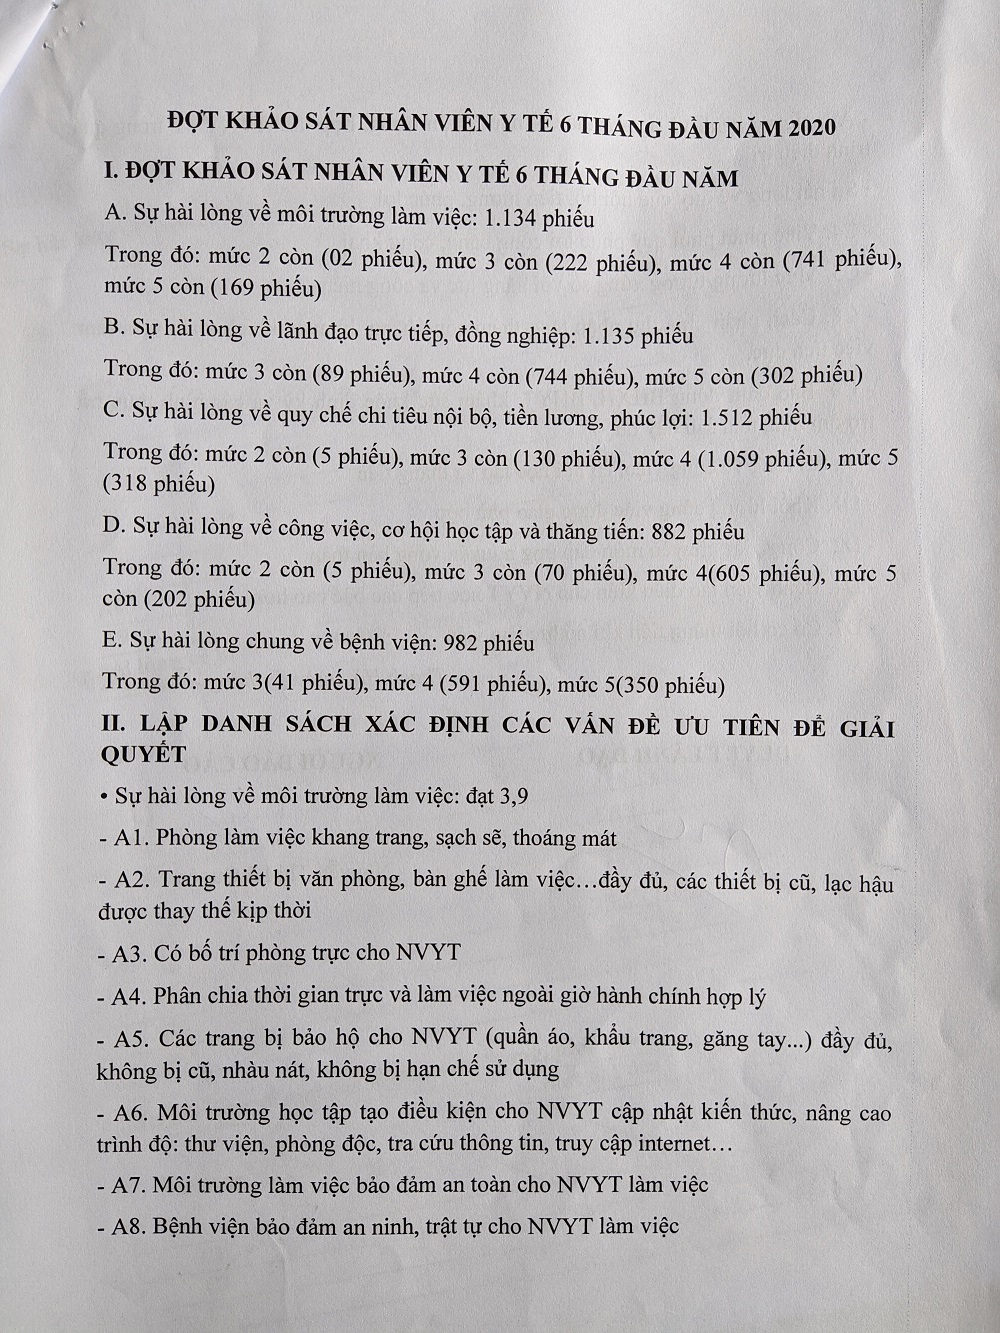 ĐỢT KHẢO SÁT NHÂN VIÊN Y TẾ 6 THÁNG ĐẦU NĂM 2020
I. ĐỢT KHẢO SÁT NHÂN VIÊN Y TẾ 6 THÁNG ĐẦU NĂM
A. Sự hài lòng về môi trường làm việc: 1.134 phiếu
Trong đó: mức 2 còn (02 phiếu), mức 3 còn (222 phiếu), mức 4 còn (741 phiếu),
mức 5 còn (169 phiếu)
B. Sự hài lòng về lãnh đạo trực tiếp, đồng nghiệp: 1.135 phiếu
Trong đó: mức 3 còn (89 phiếu), mức 4 còn (744 phiếu), mức 5 còn (302 phiếu)
C. Sự hài lòng về quy chế chi tiêu nội bộ, tiền lương, phúc lợi: 1.512 phiếu
Trong đó: mức 2 còn (5 phiếu), mức 3 còn (130 phiếu), mức 4 (1.059 phiếu), mức 5
(318 phiếu)
D. Sự hài lòng về công việc, cơ hội học tập và thăng tiến: 882 phiếu
Trong đó: mức 2 còn (5 phiếu), mức 3 còn (70 phiếu), mức 4(605 phiếu), mức 5
còn (202 phiếu)
E. Sự hài lòng chung về bệnh viện: 982 phiếu
Trong đó: mức 3(41 phiếu), mức 4 (591 phiếu), mức 5(350 phiếu)
II. LẬP DANH SÁCH XÁC ĐỊNH CÁC VẤN ĐỀ ƯU TIÊN ĐỂ GIẢI
QUYẾT
• Sự hài lòng về môi trường làm việc: đạt 3,9
- A1. Phòng làm việc khang trang, sạch sẽ, thoáng mát
- A2. Trang thiết bị văn phòng, bàn ghế làm việc…đầy đủ, các thiết bị cũ, lạc hậu
được thay thế kịp thời
- A3. Có bố trí phòng trực cho NVYT
- A4. Phân chia thời gian trực và làm việc ngoài giờ hành chính hợp lý
- A5. Các trang bị bảo hộ cho NVYT (quần áo, khẩu trang, găng tay...) đầy đủ,
không bị cũ, nhàu nát, không bị hạn chế sử dụng
- A6. Môi trường học tập tạo điều kiện cho NVYT cập nhật kiến thức, nâng cao
trình độ: thư viện, phòng độc, tra cứu thông tin, truy cập internet…
- A7. Môi trường làm việc bảo đảm an toàn cho NVYT làm việc
- A8. Bệnh viện bảo đảm an ninh, trật tự cho NVYT làm việc